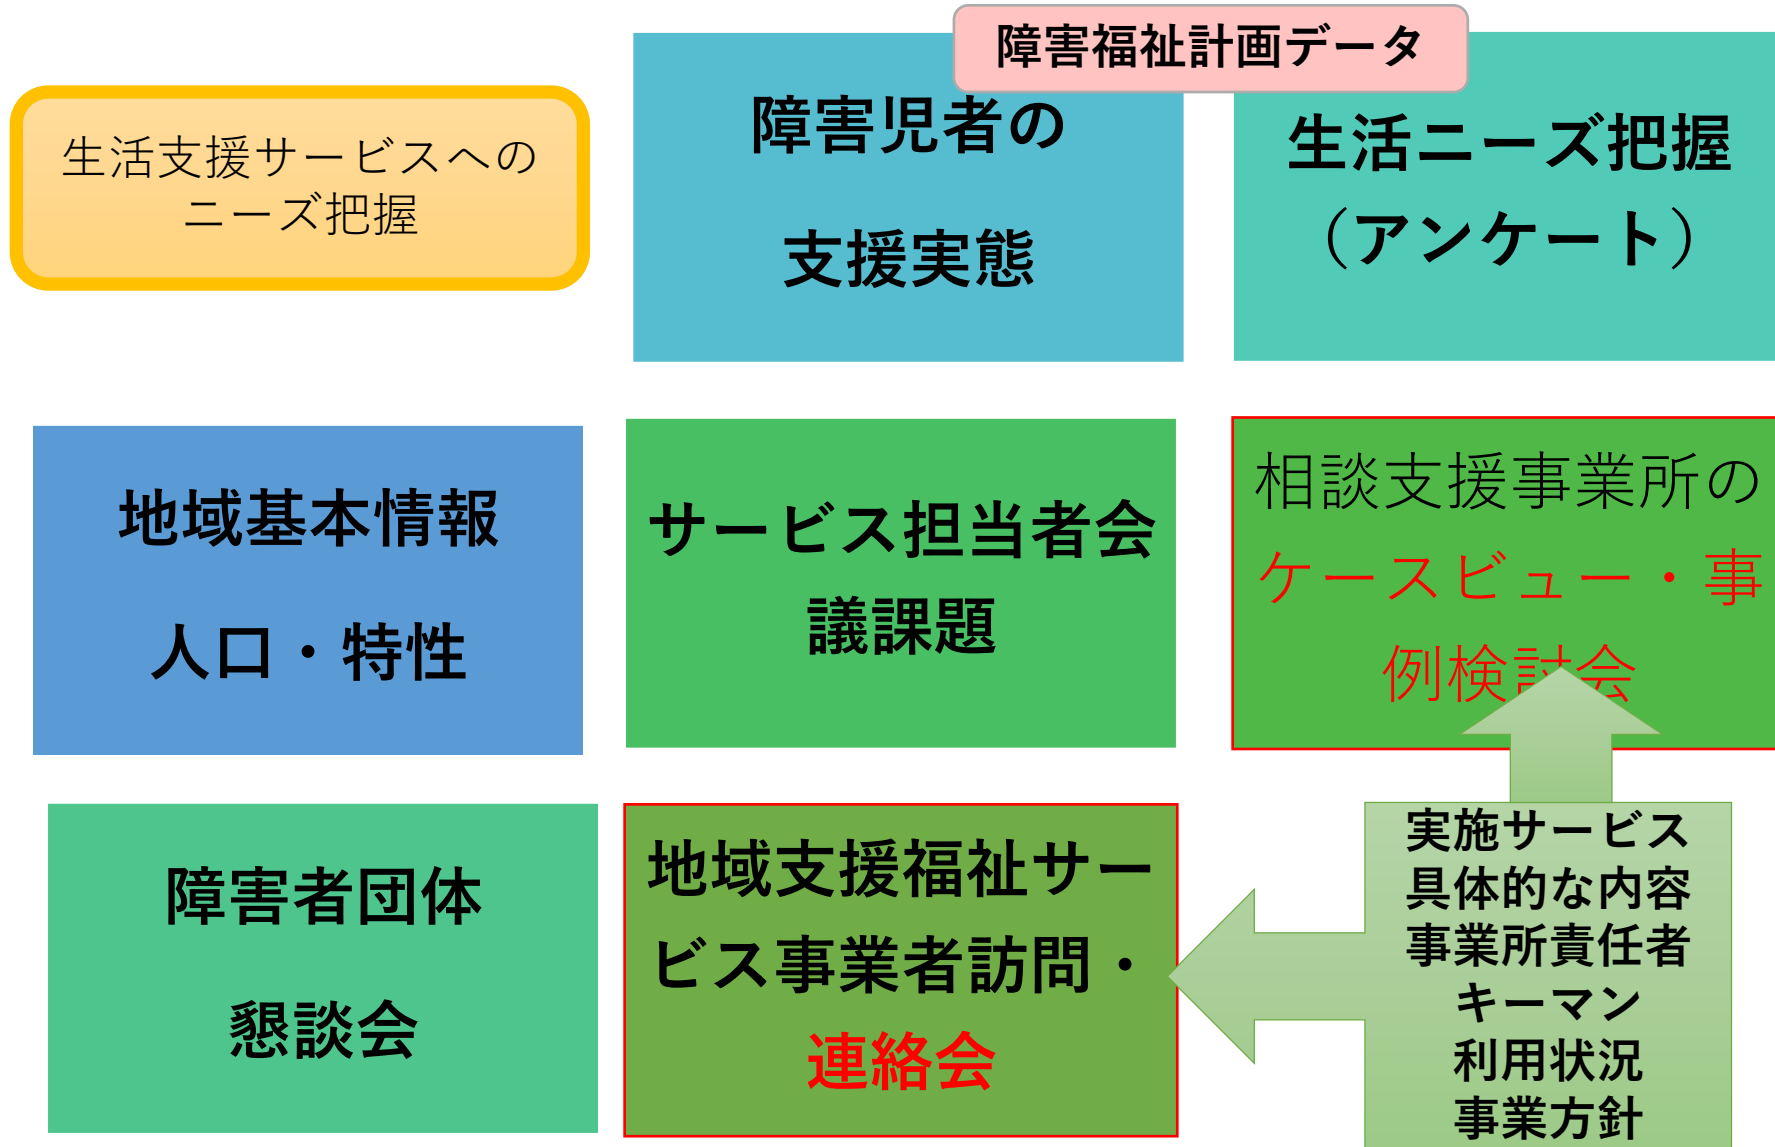 障害福祉計画データ
生活支援サービスへの
ニーズ把握
障害児者の
支援実態
生活ニーズ把握
（アンケート）
地域基本情報
人口・特性
サービス担当者会
議課題
相談支援事業所の
ケースビュー・事
例検討会
障害者団体
懇談会
地域支援福祉サー
ビス事業者訪問・
連絡会
実施サービス
具体的な内容
事業所責任者
キーマン
利用状況
事業方針